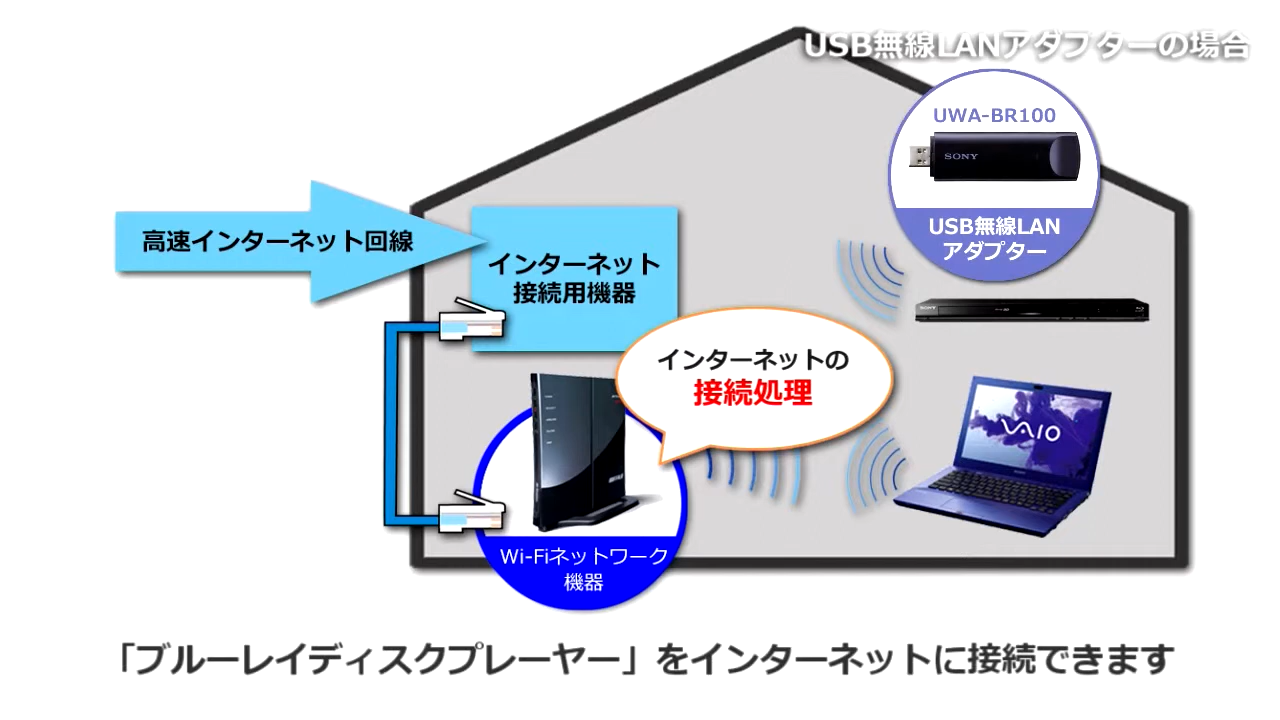 USB無線LANアダプターの場合
UWA-BR100
SONY
USB無線LAN
アダプター
高速インターネット回線
インターネット
接続用機器
SONY
インターネットの
接続処理
VAIO
Wi-Fiネットワーク
機器
「ブルーレイディスクプレーヤー」をインターネットに接続できます